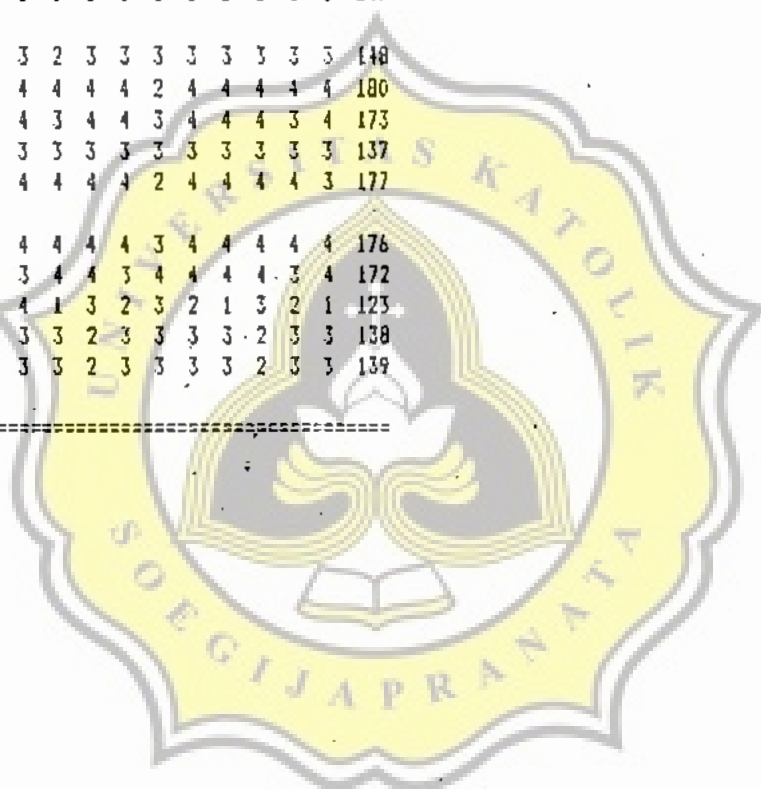 3 2 3 3 3 3 3 3 3 3 148
4 4 4 4 2 4 4 4 4 4 180
4 3 4 4 3 4 4 4 3 4 173
3 3 3 3 3 3 3 3 3 3 137
4 4 4 4 2 4 4 4 4 3 177
4 4 4 4 3 4 4 4 4 4 176
3 4 4 3 4 4 4 4 3 4 172
4 1 3 2 3 2 1 3 2 1 123
3 3 2 3 3 3 3 2 3 3 138
3 3 2 3 3 3 3 2 3 3 139
UNIVERSITAS KATOLIK
SOEGIJAPRANATA